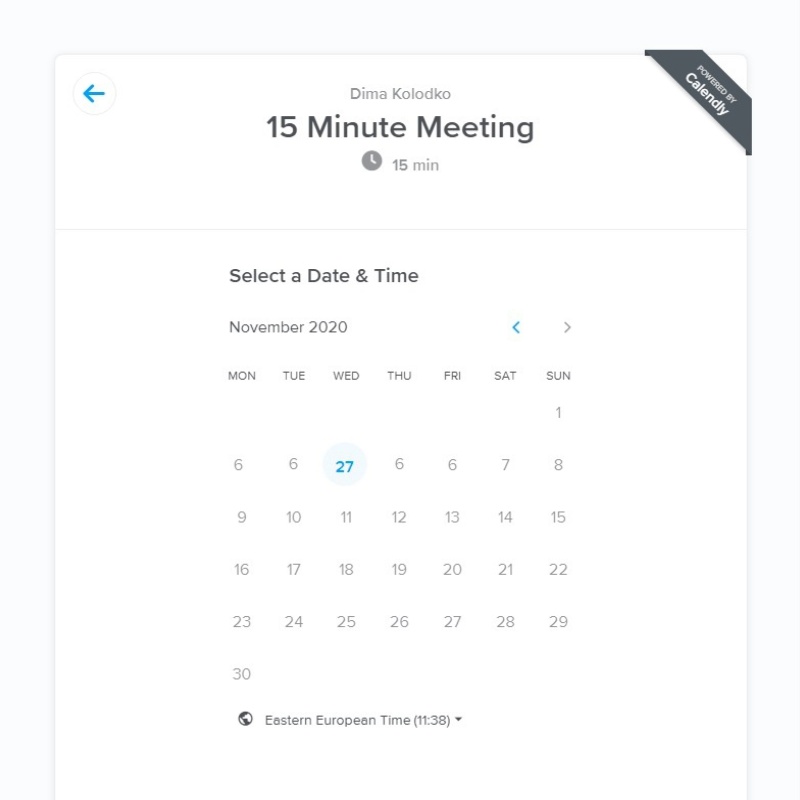 Dima Kolodko
POWERED BY
Calendly
15 Minute Meeting
15 min
Select a Date & Time
November 2020
MON TUE WED THU FRI SAT SUN
1
6 6 27 6 6 7 8
9 10 11 12 13 14 15
16 17 18 19 20 21 22
23 24 25 26 27 28 29
30
Eastern European Time (11:38)